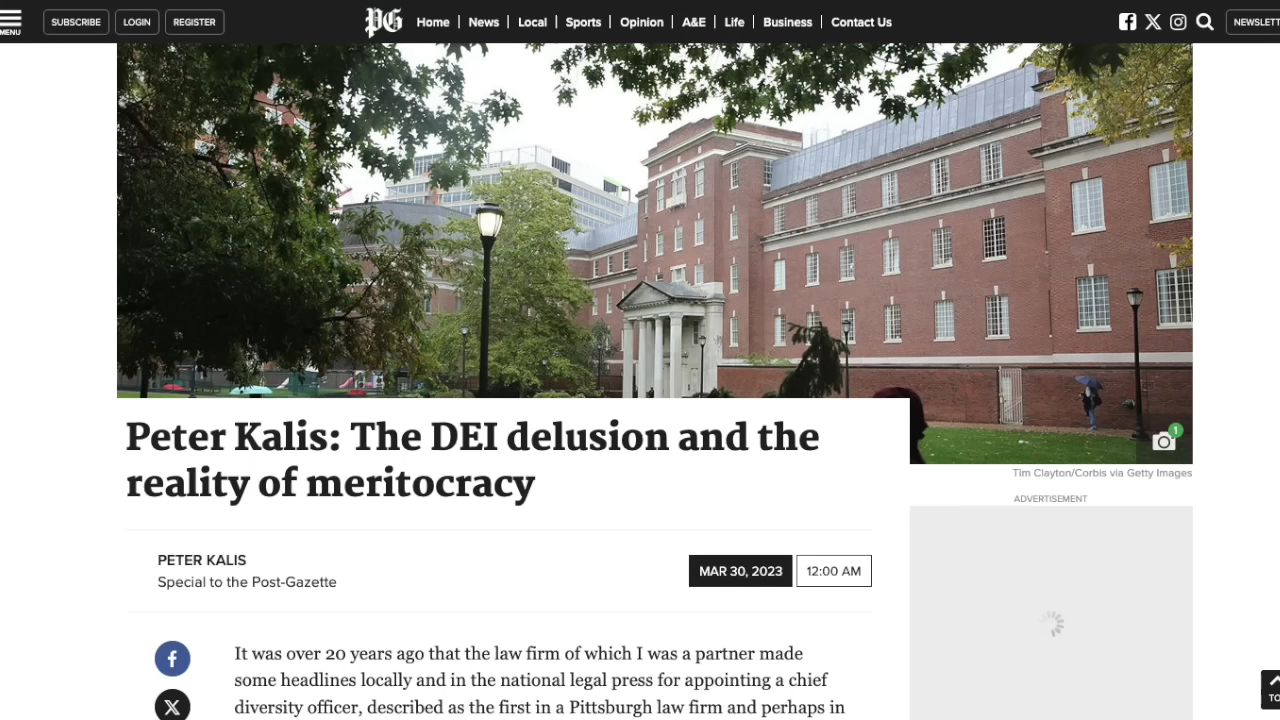 MENU
SUBSCRIBE
LOGIN
REGISTER
PG
Home | News | Local | Sports | Opinion | A&E | Life | Business | Contact Us
NEWSLETT
1
Tim Clayton/Corbis via Getty Images
ADVERTISEMENT
Peter Kalis: The DEI delusion and the
reality of meritocracy
PETER KALIS
Special to the Post-Gazette
MAR 30, 2023
12:00 AM
It was over 20 years ago that the law firm of which I was a partner made
some headlines locally and in the national legal press for appointing a chief
diversity officer, described as the first in a Pittsburgh law firm and perhaps in
TO